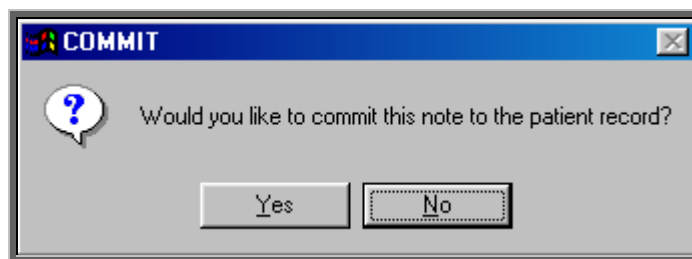 COMMIT
?
Would you like to commit this note to the patient record?
Yes No